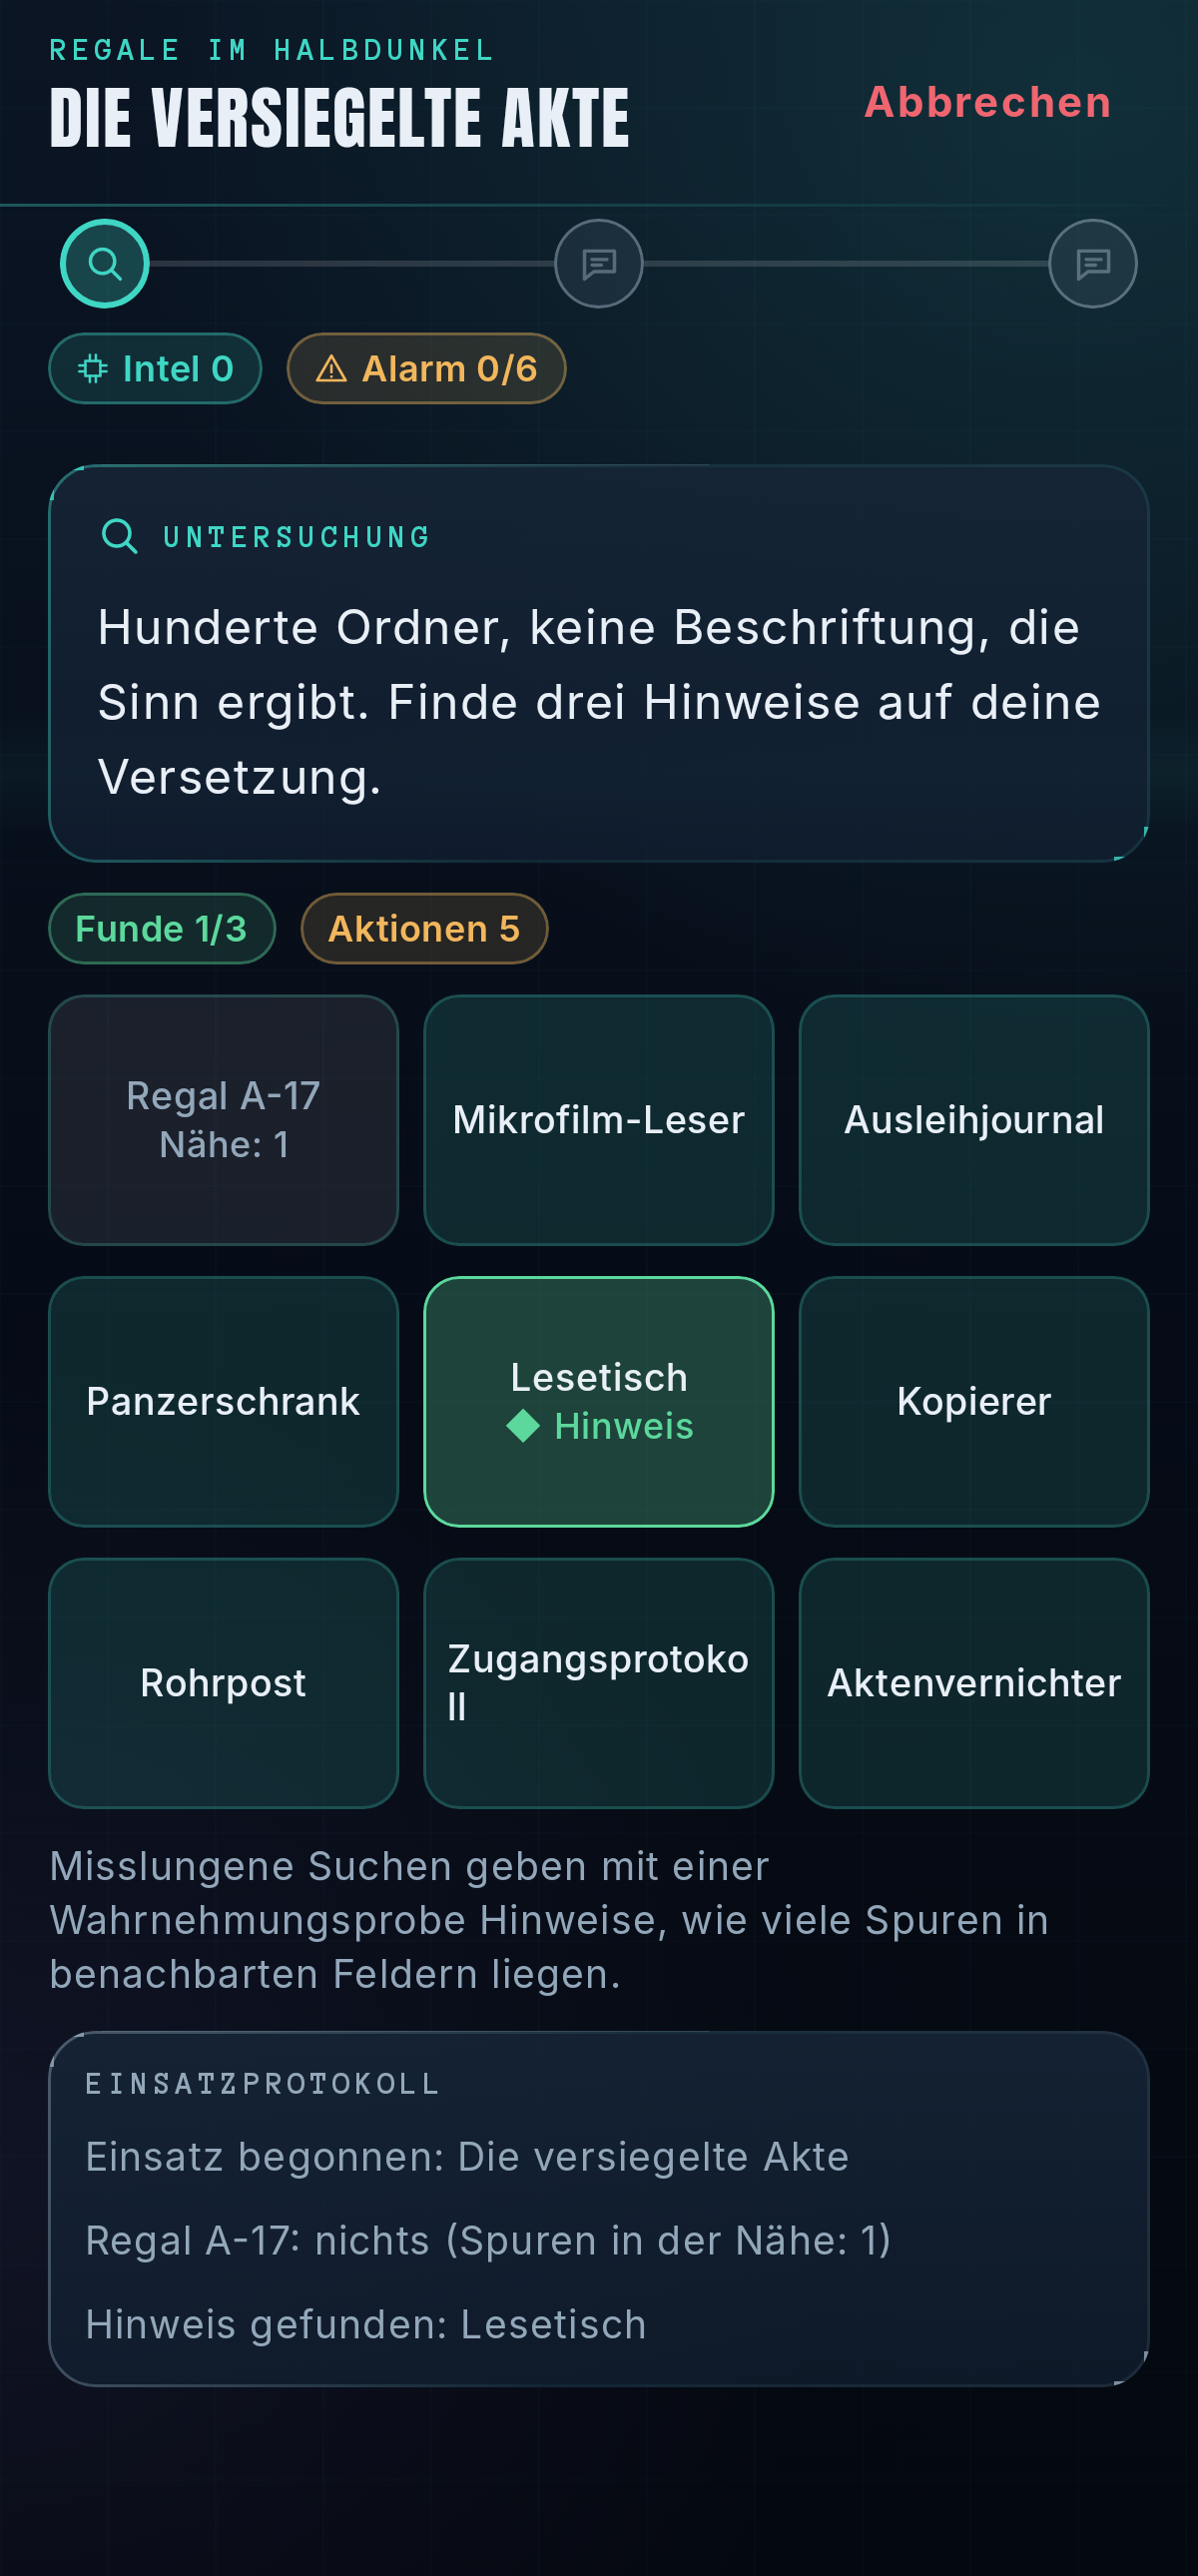 REGALE IM HALBDUNKEL
DIE VERSIEGELTE AKTE
Abbrechen
Intel 0
Alarm 0/6
UNTERSUCHUNG
Hunderte Ordner, keine Beschriftung, die
Sinn ergibt. Finde drei Hinweise auf deine
Versetzung.
Funde 1/3
Aktionen 5
Regal A-17
Nähe: 1
Mikrofilm-Leser
Ausleihjournal
Panzerschrank
Lesetisch
◆ Hinweis
Kopierer
Rohrpost
Zugangsprotoko
ll
Aktenvernichter
Misslungene Suchen geben mit einer
Wahrnehmungsprobe Hinweise, wie viele Spuren in
benachbarten Feldern liegen.
EINSATZPROTOKOLL
Einsatz begonnen: Die versiegelte Akte
Regal A-17: nichts (Spuren in der Nähe: 1)
Hinweis gefunden: Lesetisch